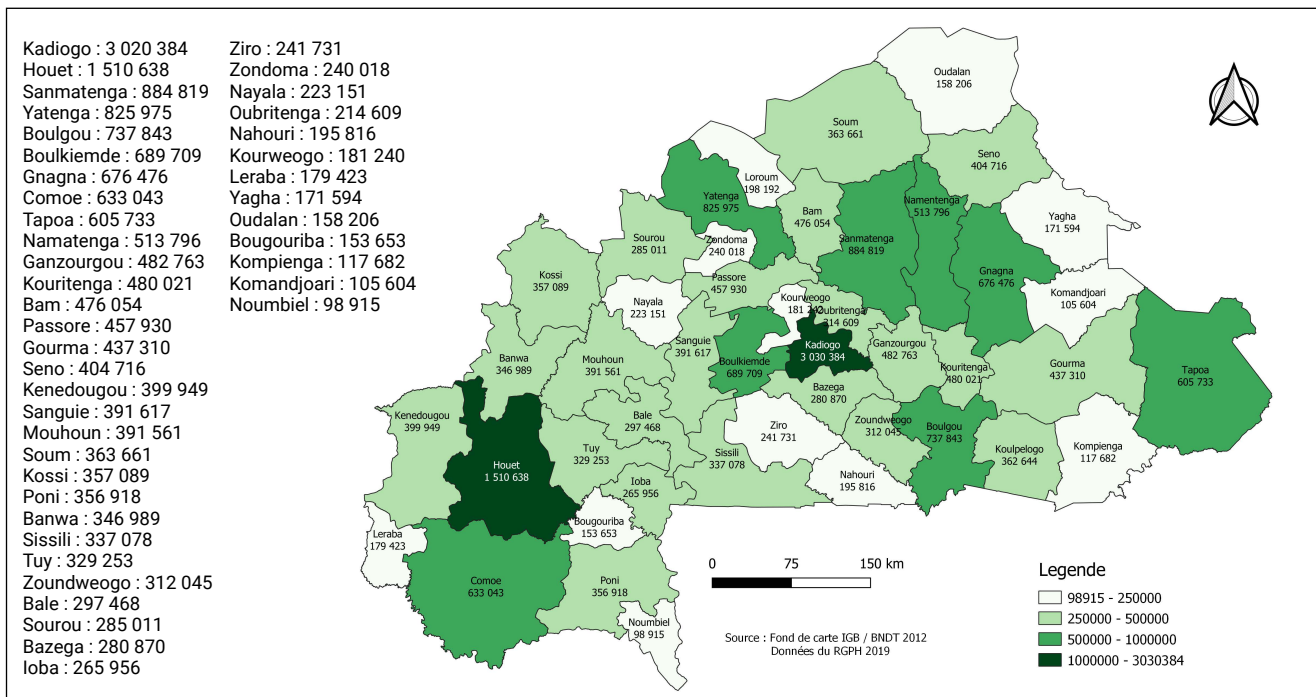 Kadiogo : 3 020 384
Houet : 1 510 638
Sanmatenga : 884 819
Yatenga : 825 975
Boulgou : 737 843
Boulkiemde : 689 709
Gnagna : 676 476
Comoe : 633 043
Tapoa : 605 733
Namatenga : 513 796
Ganzourgou : 482 763
Kouritenga : 480 021
Bam : 476 054
Passore : 457 930
Gourma : 437 310
Seno : 404 716
Kenedougou : 399 949
Sanguie : 391 617
Mouhoun : 391 561
Soum : 363 661
Kossi : 357 089
Poni : 356 918
Banwa : 346 989
Sissili : 337 078
Tuy : 329 253
Zoundweogo : 312 045
Bale : 297 468
Sourou : 285 011
Bazega : 280 870
Ioba : 265 956
Ziro : 241 731
Zondoma : 240 018
Nayala : 223 151
Oubritenga : 214 609
Nahouri : 195 816
Kourweogo : 181 240
Leraba : 179 423
Yagha : 171 594
Oudalan : 158 206
Bougouriba : 153 653
Kompienga : 117 682
Komandjoari : 105 604
Noumbiel : 98 915
Oudalan
158 206
Soum
363 661
Seno
404 716
Loroum
198 192
Yatenga
825 975
Bam
476 054
Namentenga
513 796
Sanmatenga
884 819
Yagha
171 594
Sourou
285 011
Zondoma
240 018
Kossi
357 089
Passore
457 930
Gnagna
676 476
Komandjoari
105 604
Nayala
223 151
Kourweogo
181 242
Oubritenga
214 609
Sanguie
391 617
Kadiogo
3 030 384
Ganzourgou
482 763
Banwa
346 989
Mouhoun
391 561
Boulkiemde
689 709
Kouritenga
480 021
Gourma
437 310
Tapoa
605 733
Bazega
280 870
Kenedougou
399 949
Bale
297 468
Ziro
241 731
Zoundweogo
312 045
Boulgou
737 843
Koulpelogo
362 644
Kompienga
117 682
Houet
1 510 638
Tuy
329 253
Sissili
337 078
Nahouri
195 816
Ioba
265 956
Bougouriba
153 653
Leraba
179 423
Comoe
633 043
Poni
356 918
Noumbiel
98 915
0 75 150 km
Source : Fond de carte IGB / BNDT 2012
Données du RGPH 2019
Legende
98915 - 250000
250000 - 500000
500000 - 1000000
1000000 - 3030384